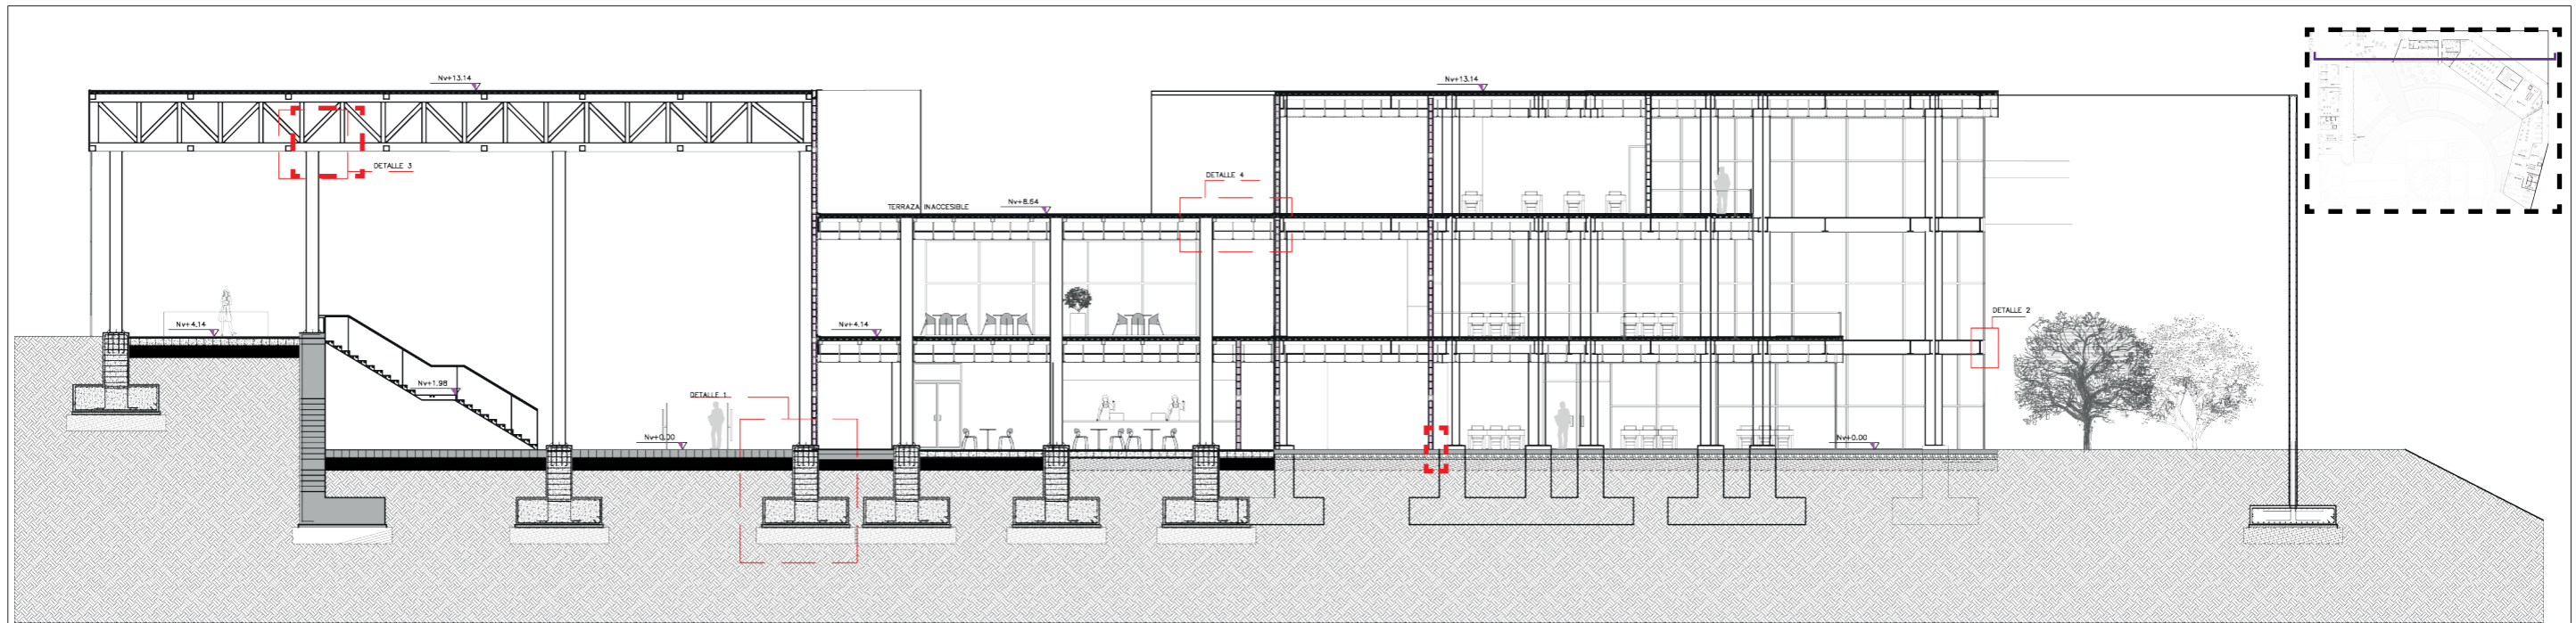 Nv+13.14
Nv+13.14
DETALLE 3
DETALLE 4
TERRAZA INACCESIBLE
Nv+8.64
DETALLE 2
Nv+4.14
Nv+4.14
Nv+1.98
DETALLE 1
Nv+0.00
Nv+0.00